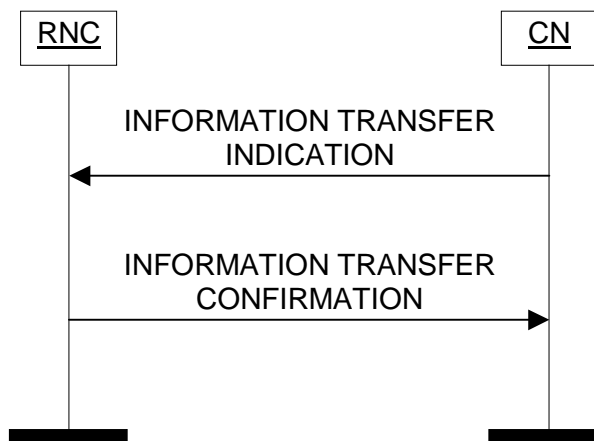 RNC
CN
INFORMATION TRANSFER
INDICATION
INFORMATION TRANSFER
CONFIRMATION